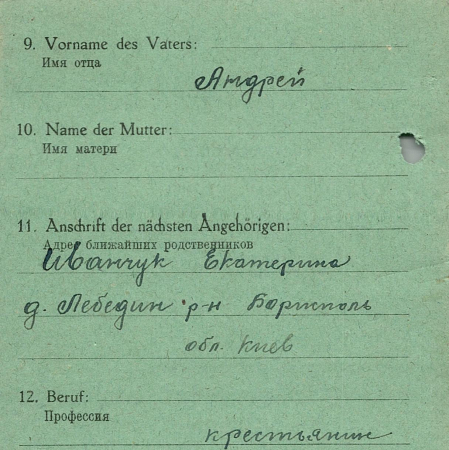 9. Vorname des Vaters:
Имя отца
Андрей
10. Name der Mutter:
Имя матери
11. Anschrift der nächsten Angehörigen:
Адрес ближайших родственников
Иванчук Екатерина
д. Лебедин р-н Борисполь
обл. Киев
12. Beruf:
Профессия
крестьянин